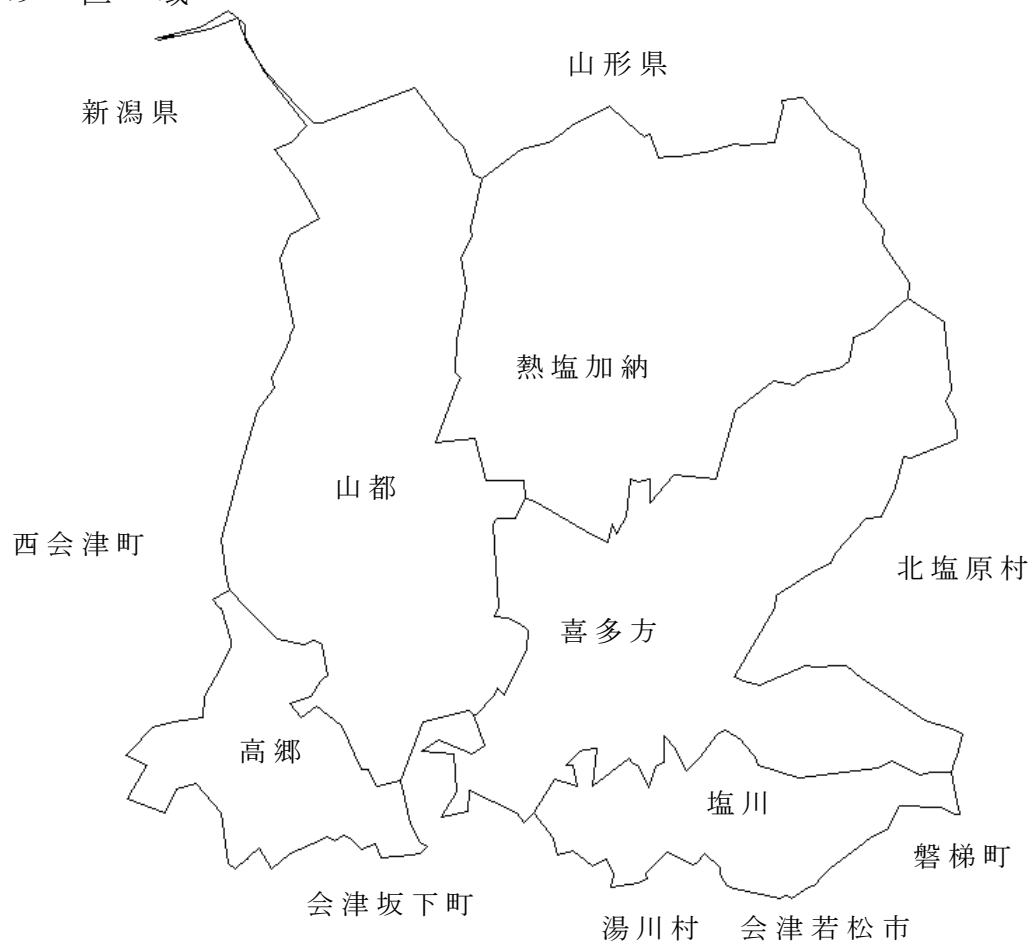 区 域
山形県
新潟県
熱塩加納
山都
西会津町
北塩原村
喜多方
高郷
塩川
磐梯町
会津坂下町
湯川村 会津若松市